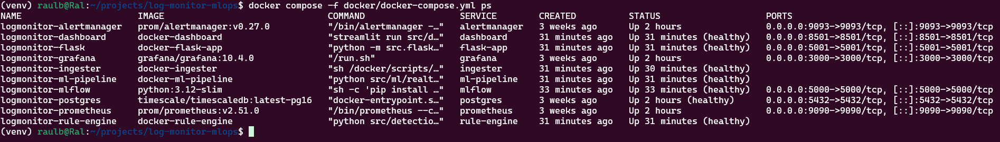 (venv) raulb@Ral:~/projects/log-monitor-mlops$ docker compose -f docker/docker-compose.yml ps
NAME IMAGE COMMAND SERVICE CREATED STATUS PORTS
logmonitor-alertmanager prom/alertmanager:v0.27.0 "/bin/alertmanager -…" alertmanager 3 weeks ago Up 2 hours 0.0.0.0:9093->9093/tcp, [::]:9093->9093/tcp
logmonitor-dashboard docker-dashboard "streamlit run src/d…" dashboard 31 minutes ago Up 31 minutes (healthy) 0.0.0.0:8501->8501/tcp, [::]:8501->8501/tcp
logmonitor-flask docker-flask-app "python -m src.flask…" flask-app 31 minutes ago Up 31 minutes (healthy) 0.0.0.0:5001->5001/tcp, [::]:5001->5001/tcp
logmonitor-grafana grafana/grafana:10.4.0 "/run.sh" grafana 3 weeks ago Up 2 hours 0.0.0.0:3000->3000/tcp, [::]:3000->3000/tcp
logmonitor-ingester docker-ingester "sh /docker/scripts/…" ingester 31 minutes ago Up 30 minutes (healthy)
logmonitor-ml-pipeline docker-ml-pipeline "python src/ml/realt…" ml-pipeline 31 minutes ago Up 31 minutes (healthy)
logmonitor-mlflow python:3.12-slim "sh -c 'pip install …" mlflow 33 minutes ago Up 33 minutes (healthy) 0.0.0.0:5000->5000/tcp, [::]:5000->5000/tcp
logmonitor-postgres timescale/timescaledb:latest-pg16 "docker-entrypoint.s…" postgres 3 weeks ago Up 2 hours (healthy) 0.0.0.0:5432->5432/tcp, [::]:5432->5432/tcp
logmonitor-prometheus prom/prometheus:v2.51.0 "/bin/prometheus --c…" prometheus 3 weeks ago Up 2 hours 0.0.0.0:9090->9090/tcp, [::]:9090->9090/tcp
logmonitor-rule-engine docker-rule-engine "python src/detectio…" rule-engine 31 minutes ago Up 31 minutes (healthy)
(venv) raulb@Ral:~/projects/log-monitor-mlops$